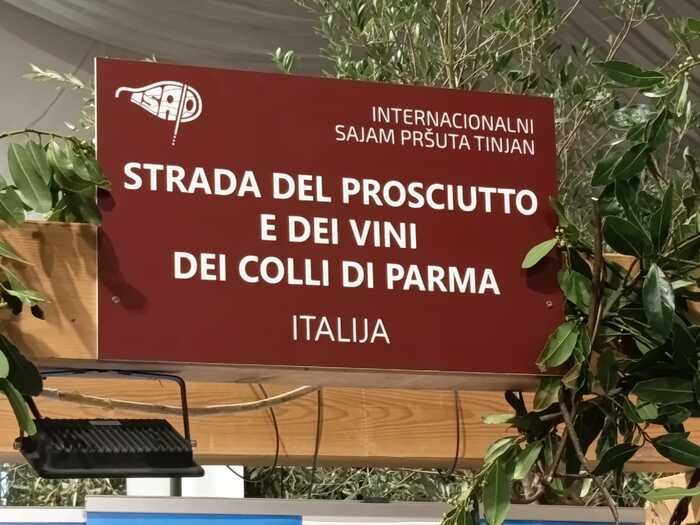 ISAP
INTERNACIONALNI
SAJAM PRŠUTA TINJAN
STRADA DEL PROSCIUTTO
E DEI VINI
DEI COLLI DI PARMA
ITALIJA